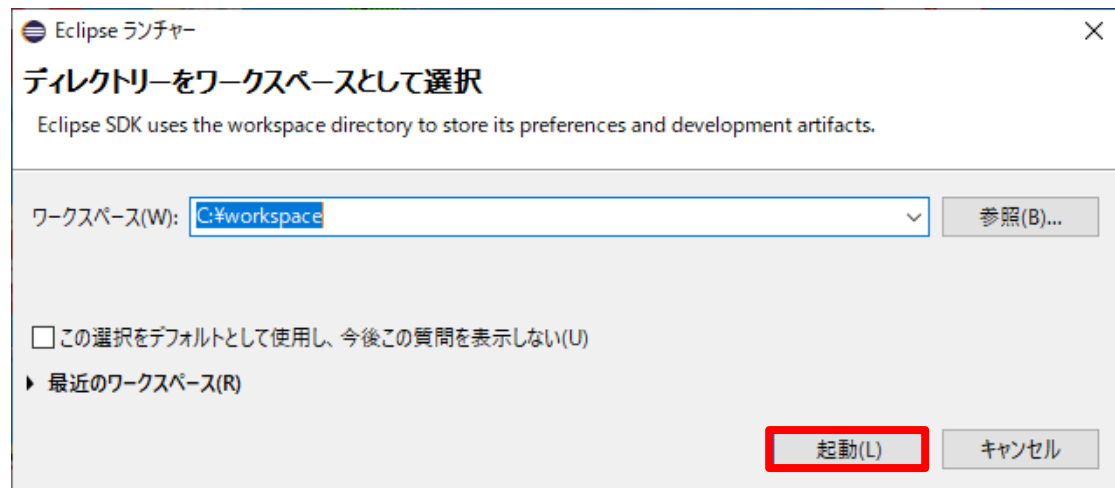 Eclipse ランチャー
ディレクトリーをワークスペースとして選択
Eclipse SDK uses the workspace directory to store its preferences and development artifacts.
ワークスペース(W): C:¥workspace 参照(B)...
この選択をデフォルトとして使用し、今後この質問を表示しない(U)
最近のワークスペース(R)
起動(L) キャンセル